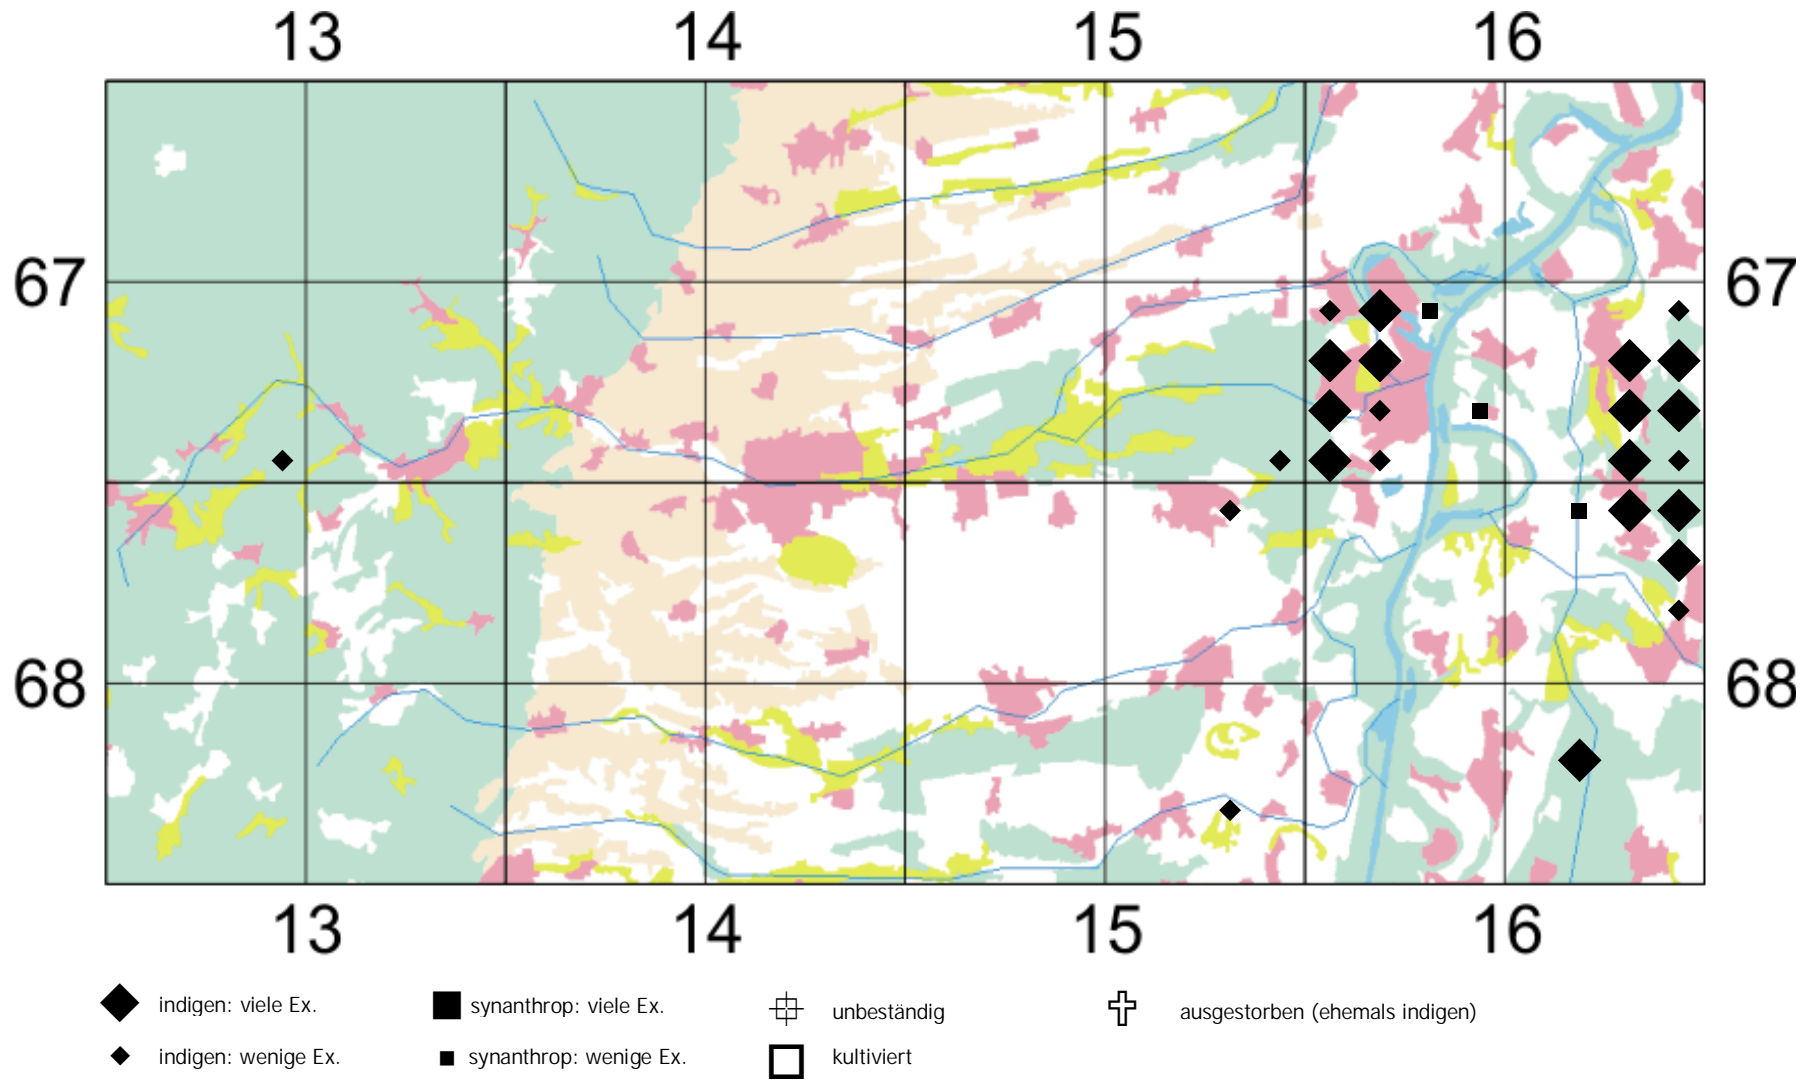 13 14 15 16
67 67
68 68
13 14 15 16
indigen: viele Ex. synanthrop: viele Ex. unbeständig ausgestorben (ehemals indigen)
indigen: wenige Ex. synanthrop: wenige Ex. kultiviert